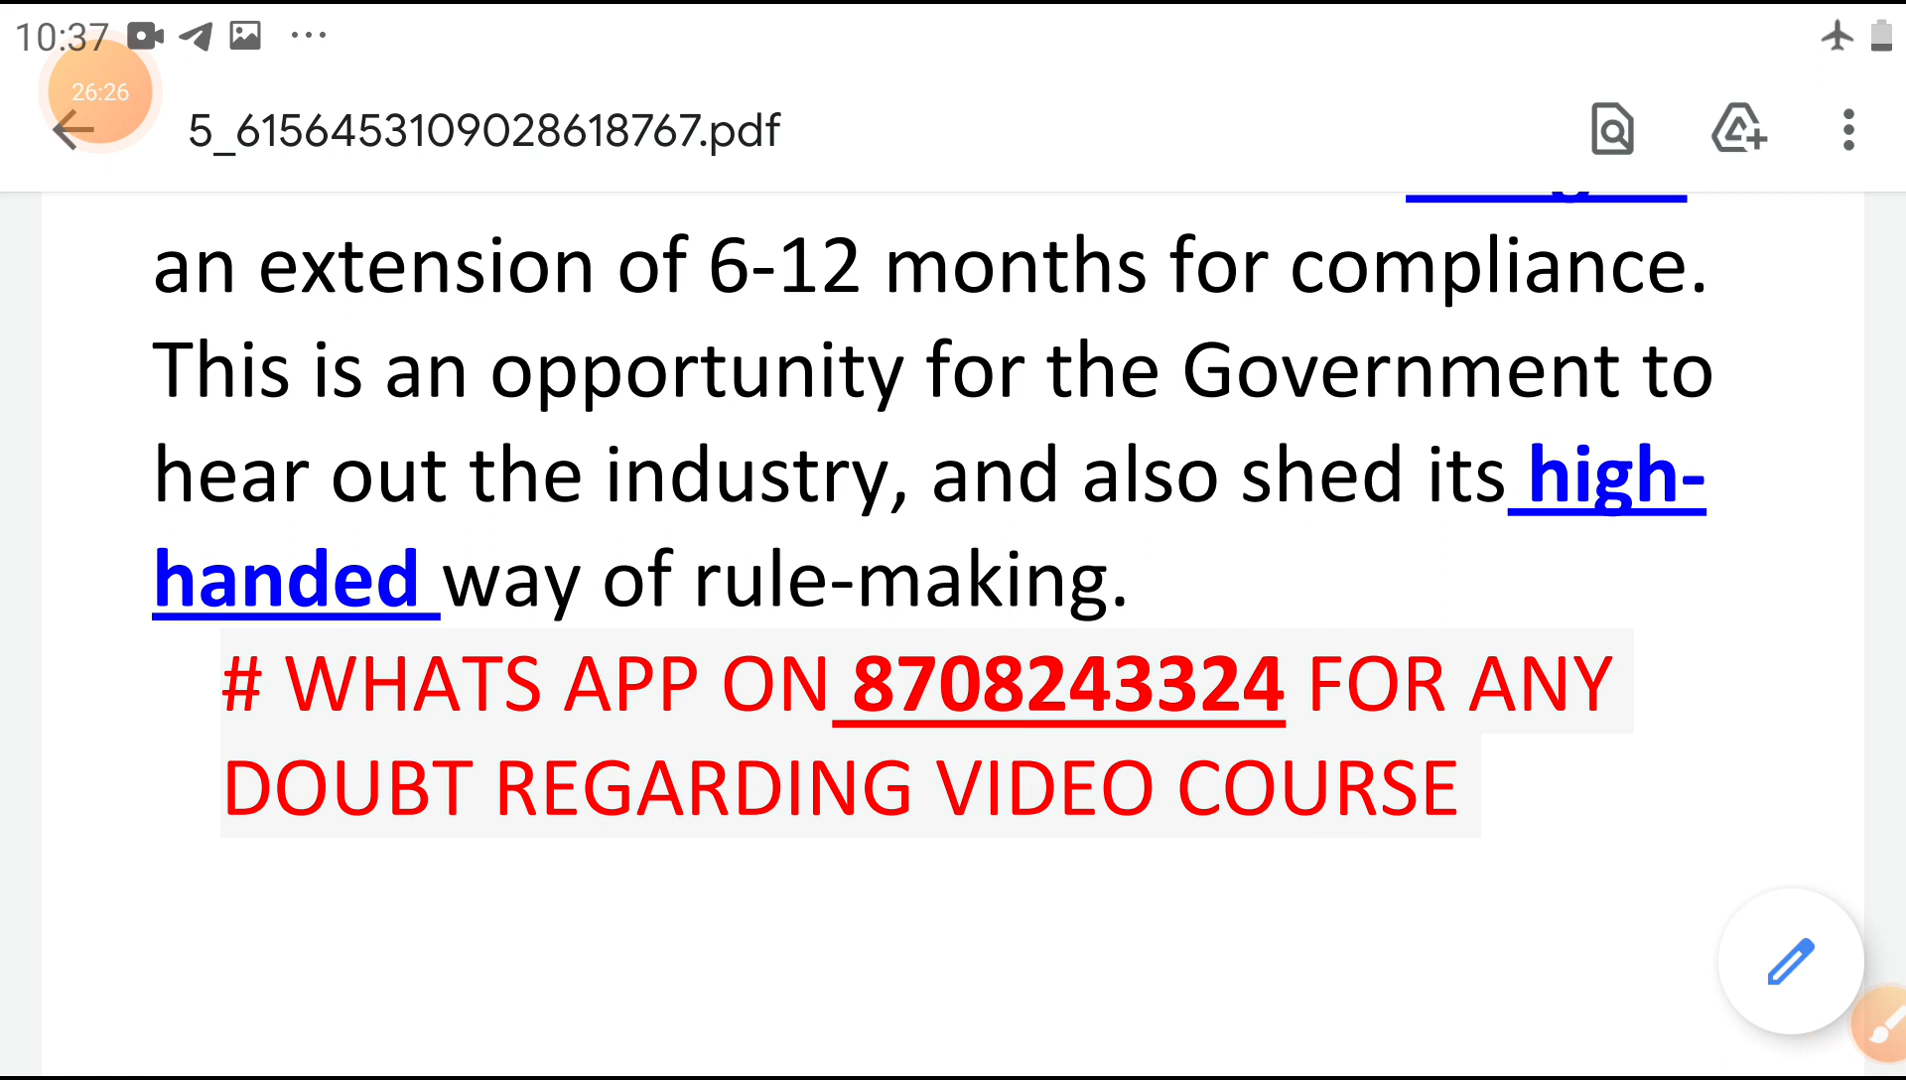 10:37
26:26
5_6156453109028618767.pdf
an extension of 6-12 months for compliance.
This is an opportunity for the Government to
hear out the industry, and also shed its high-
handed way of rule-making.
# WHATS APP ON 8708243324 FOR ANY
DOUBT REGARDING VIDEO COURSE